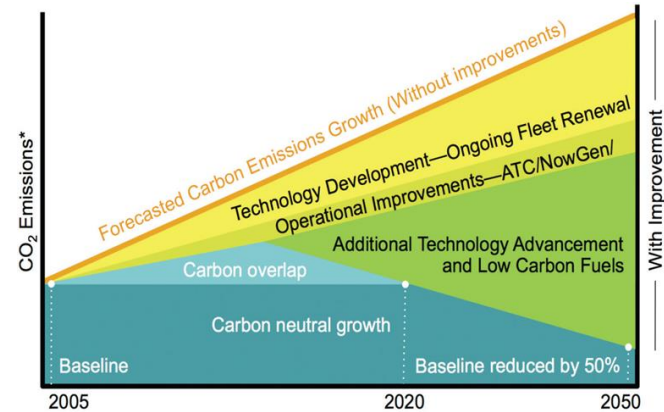 CO₂ Emissions*
Forecasted Carbon Emissions Growth (Without improvements)
Technology Development—Ongoing Fleet Renewal
Operational Improvements—ATC/NowGen/
Additional Technology Advancement
and Low Carbon Fuels
With Improvement
Carbon overlap
Carbon neutral growth
Baseline
Baseline reduced by 50%
2005
2020
2050